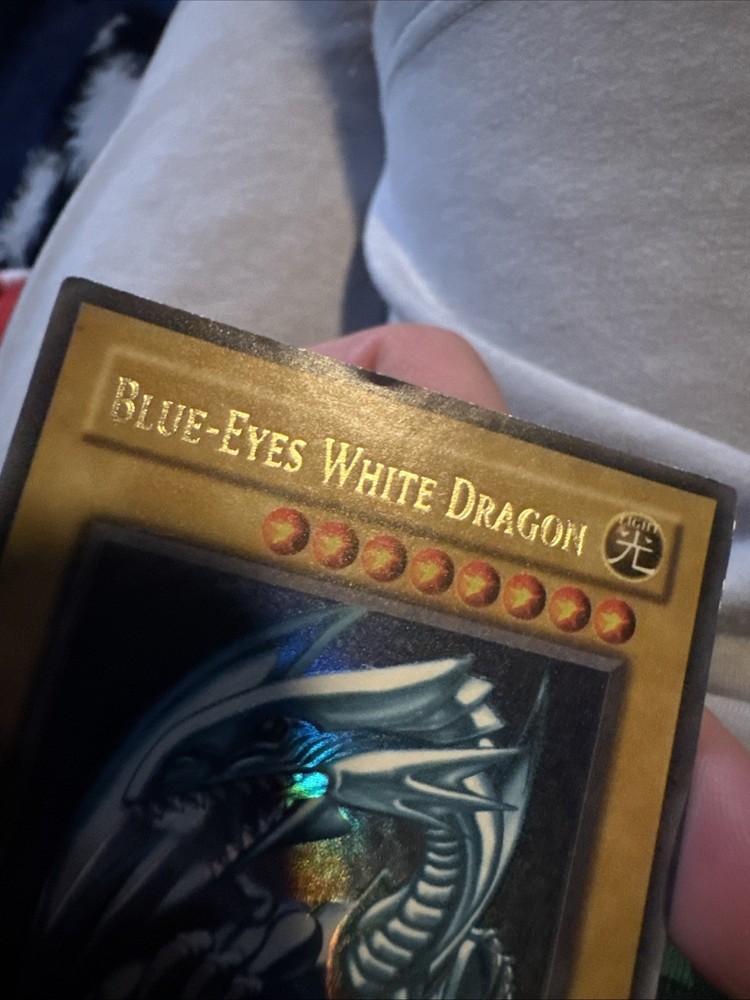 BLUE-EYES WHITE DRAGON
LIGHT
光